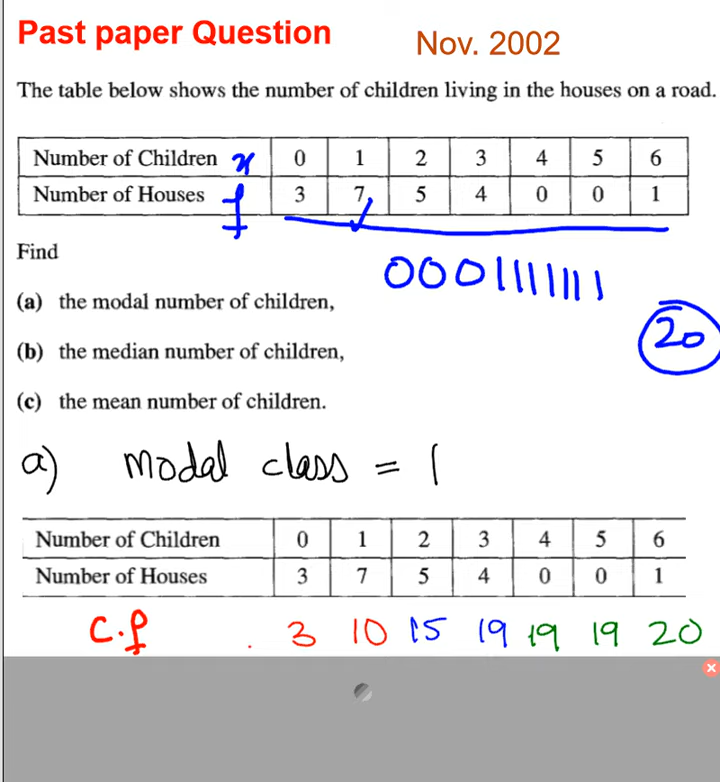 Past paper Question
Nov. 2002
The table below shows the number of children living in the houses on a road.
Number of Children x 0 1 2 3 4 5 6
Number of Houses f 3 7 5 4 0 0 1
Find
0001111111
(a) the modal number of children,
20
(b) the median number of children,
(c) the mean number of children.
a) modal class = 1
Number of Children 0 1 2 3 4 5 6
Number of Houses 3 7 5 4 0 0 1
c.f 3 10 15 19 19 19 20